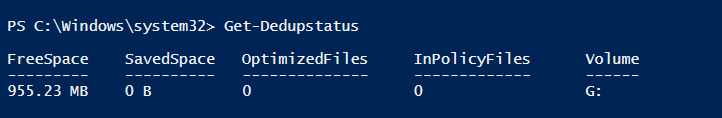 PS C:\Windows\system32> Get-Dedupstatus
FreeSpace    SavedSpace   OptimizedFiles     InPolicyFiles      Volume
---------    ----------   --------------     -------------      ------
955.23 MB    0 B          0                  0                  G: